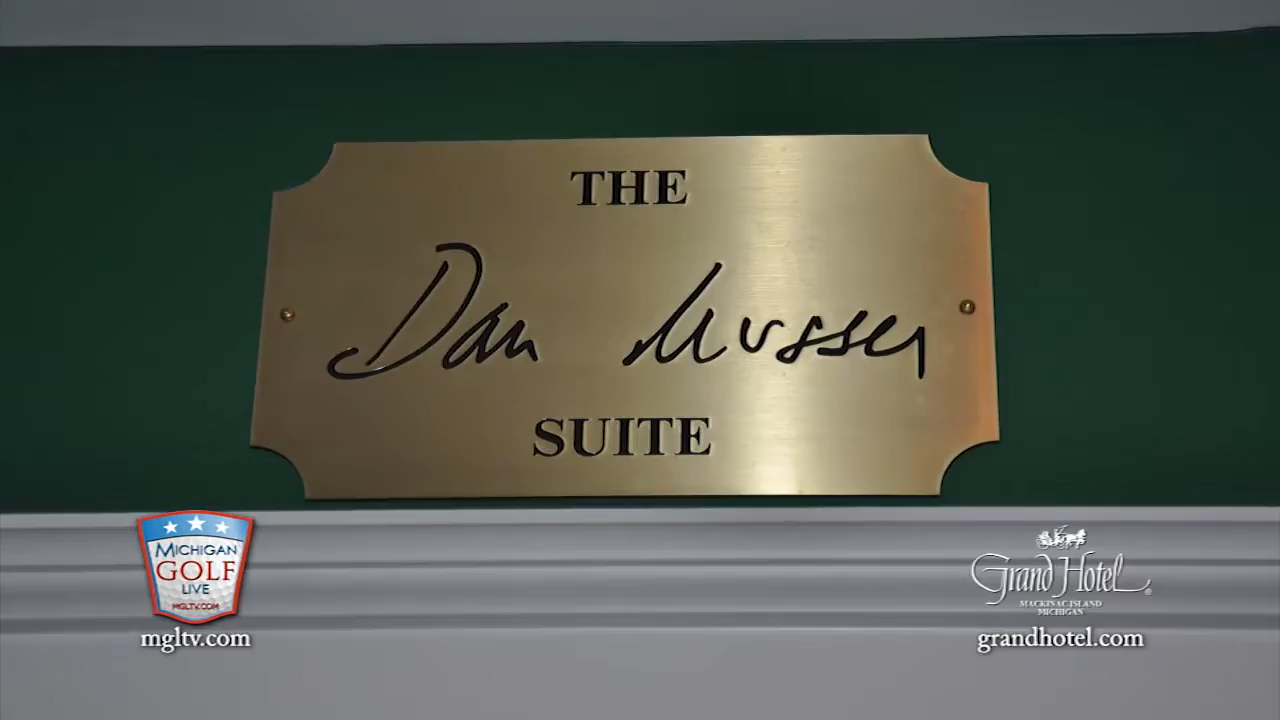 THE
Dan Musser
SUITE
MICHIGAN
GOLF
LIVE
MGLTV.COM
mgltv.com
Grand Hotel
MACKINAC ISLAND
MICHIGAN
grandhotel.com